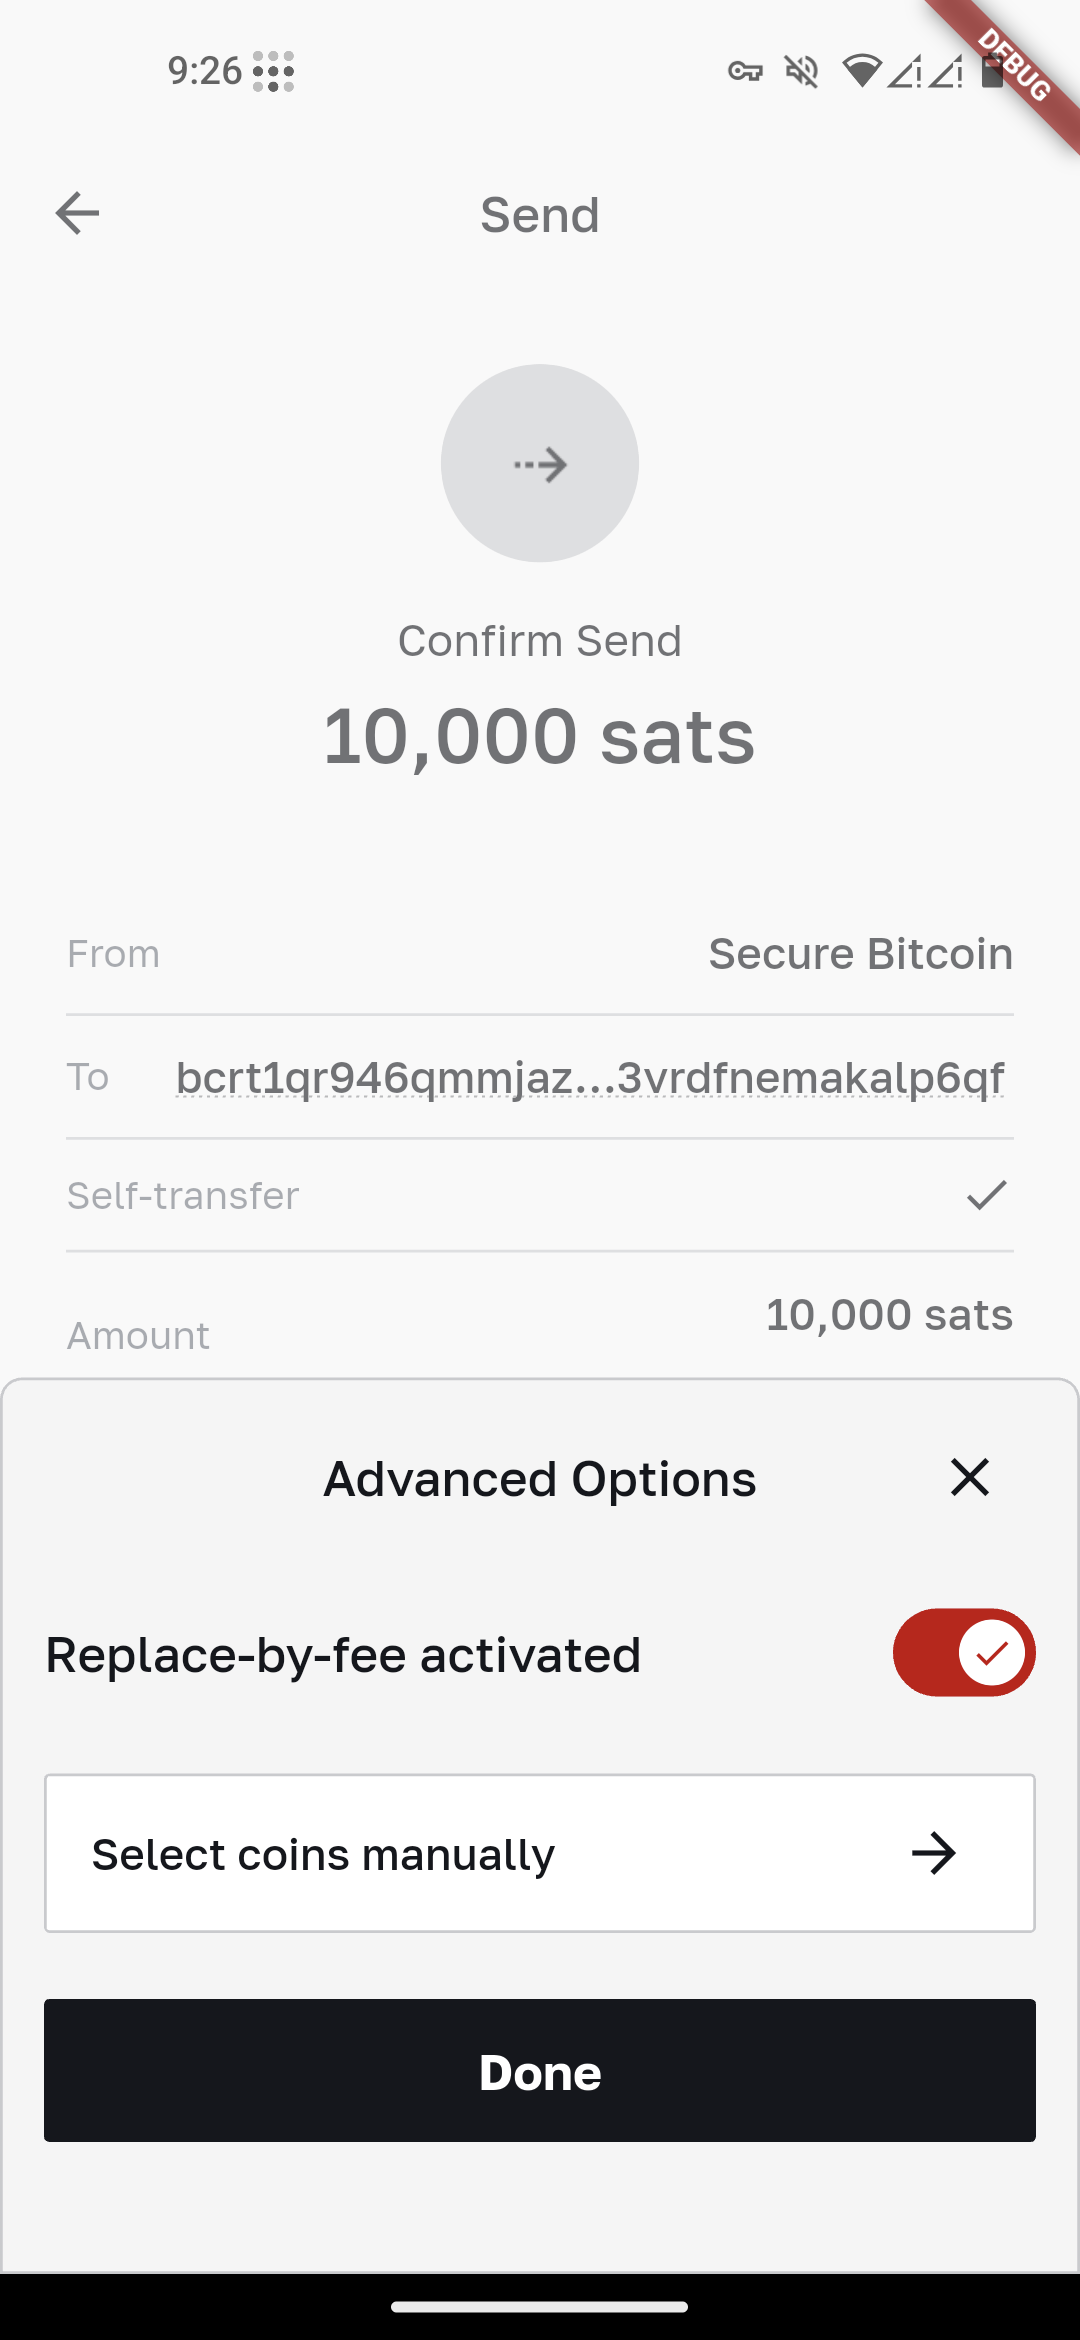 9:26
DEBUG
Send
Confirm Send
10,000 sats
From Secure Bitcoin
To bcrt1qr946qmmjaz...3vrdfnemakalp6qf
Self-transfer
Amount 10,000 sats
Advanced Options
Replace-by-fee activated
Select coins manually
Done